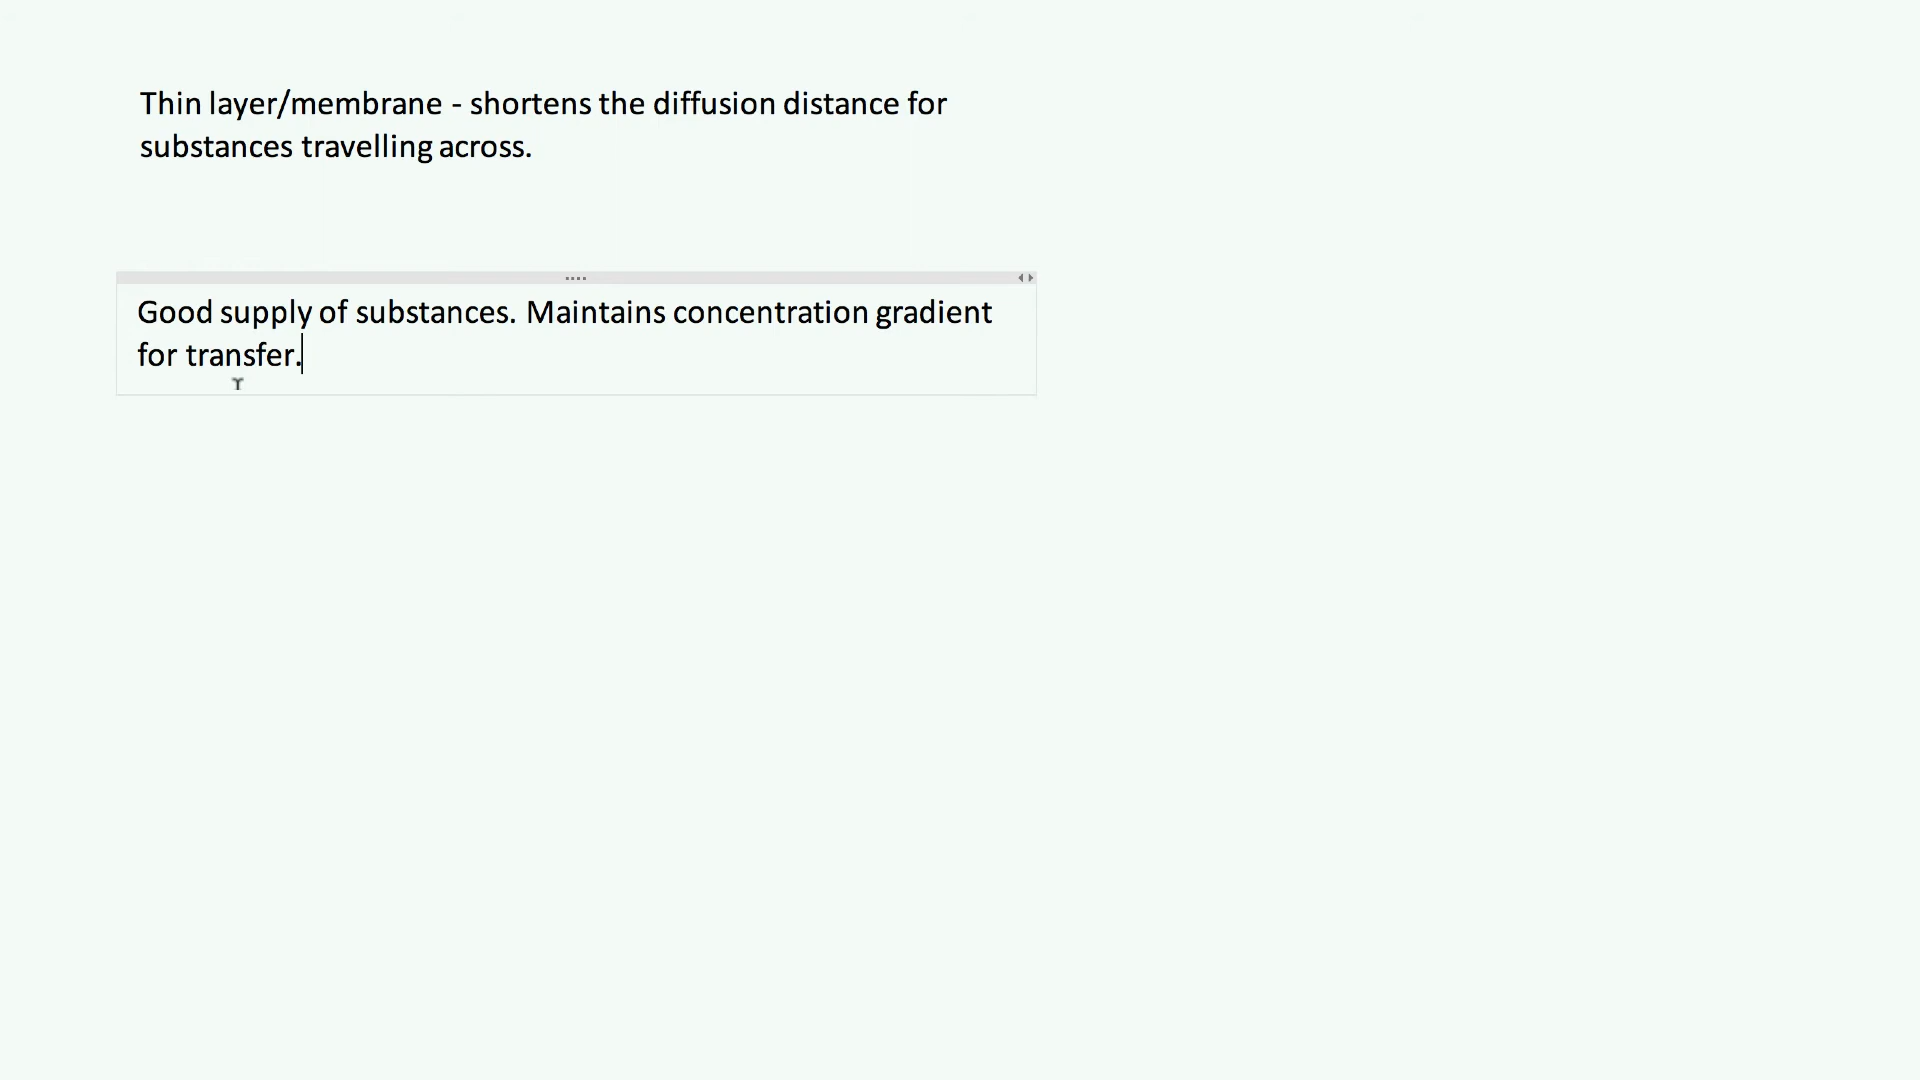 Thin layer/membrane - shortens the diffusion distance for
substances travelling across.
Good supply of substances. Maintains concentration gradient
for transfer.